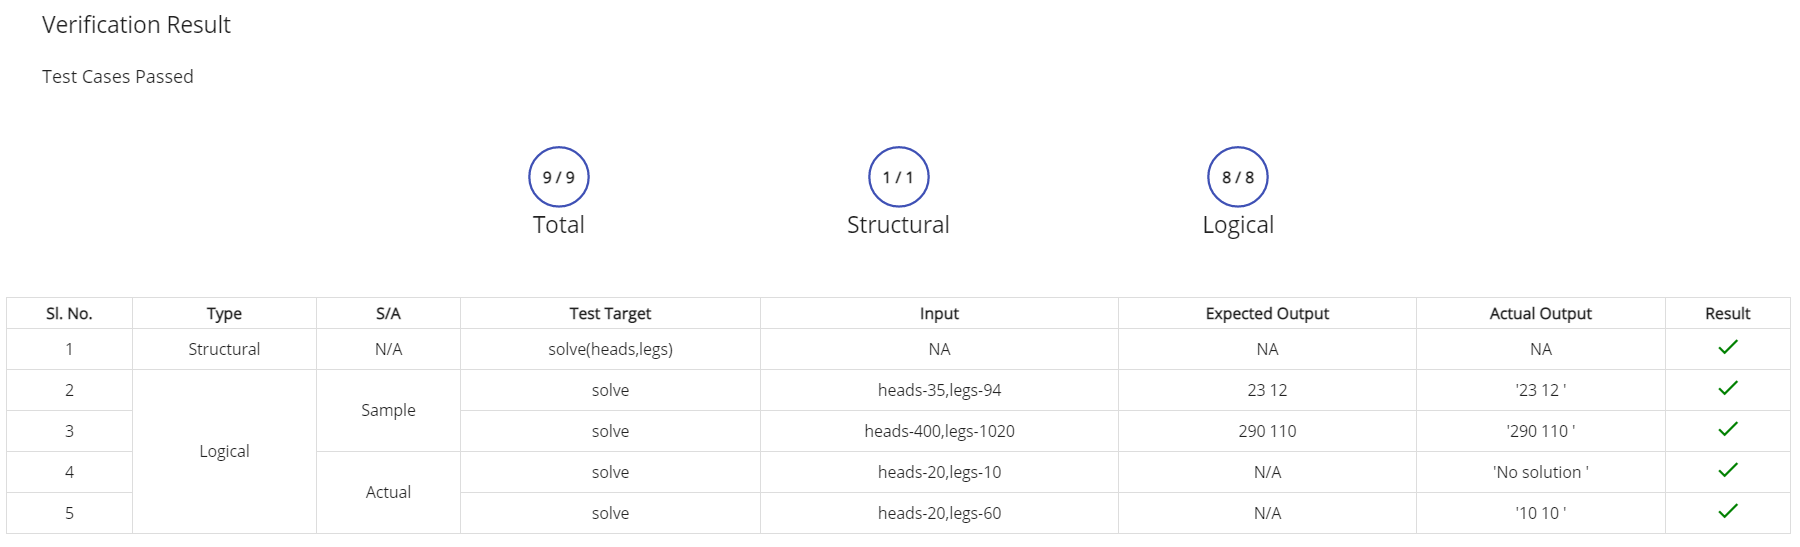 Verification Result
Test Cases Passed
9 / 9 1 / 1 8 / 8
Total Structural Logical
Sl. No. Type S/A Test Target Input Expected Output Actual Output Result
1 Structural N/A solve(heads,legs) NA NA NA
2 solve heads-35,legs-94 23 12 '23 12 '
Sample
3 solve heads-400,legs-1020 290 110 '290 110 '
Logical
4 solve heads-20,legs-10 N/A 'No solution '
Actual
5 solve heads-20,legs-60 N/A '10 10 '